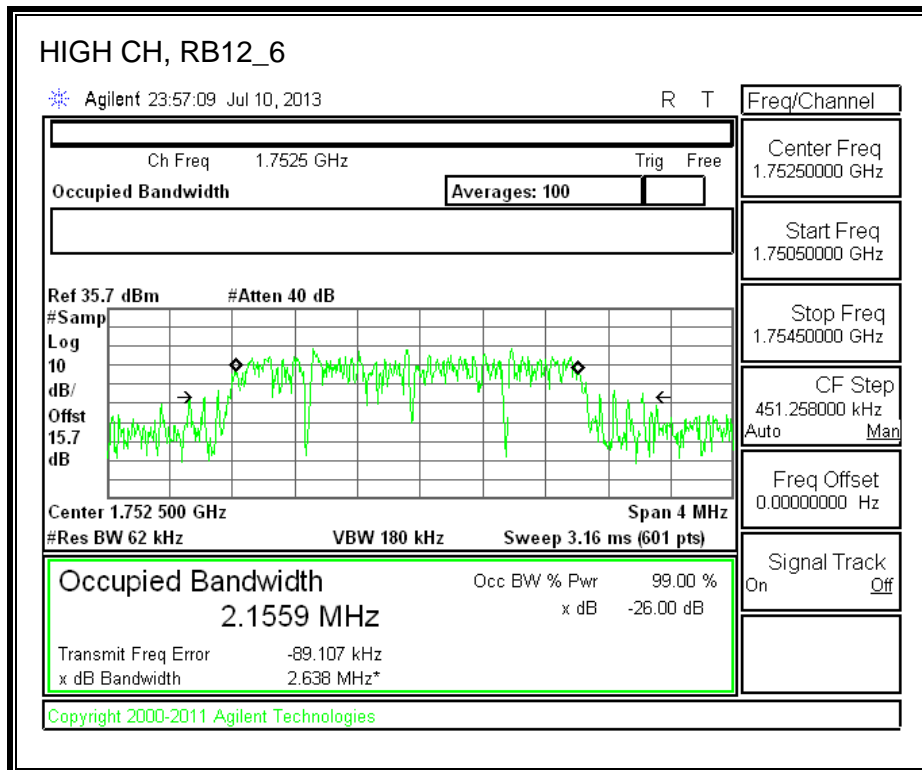 HIGH CH, RB12_6
Agilent 23:57:09 Jul 10, 2013 R T
Freq/Channel
Ch Freq 1.7525 GHz Trig Free
Occupied Bandwidth Averages: 100
Center Freq
1.75250000 GHz
Start Freq
1.75050000 GHz
Stop Freq
1.75450000 GHz
CF Step
451.258000 kHz
Auto Man
Freq Offset
0.00000000 Hz
Signal Track
On Off
Ref 35.7 dBm #Atten 40 dB
#Samp
Log
10
dB/
Offst
15.7
dB
Center 1.752 500 GHz Span 4 MHz
#Res BW 62 kHz VBW 180 kHz Sweep 3.16 ms (601 pts)
Occupied Bandwidth Occ BW % Pwr 99.00 %
2.1559 MHz x dB -26.00 dB
Transmit Freq Error -89.107 kHz
x dB Bandwidth 2.638 MHz*
Copyright 2000-2011 Agilent Technologies